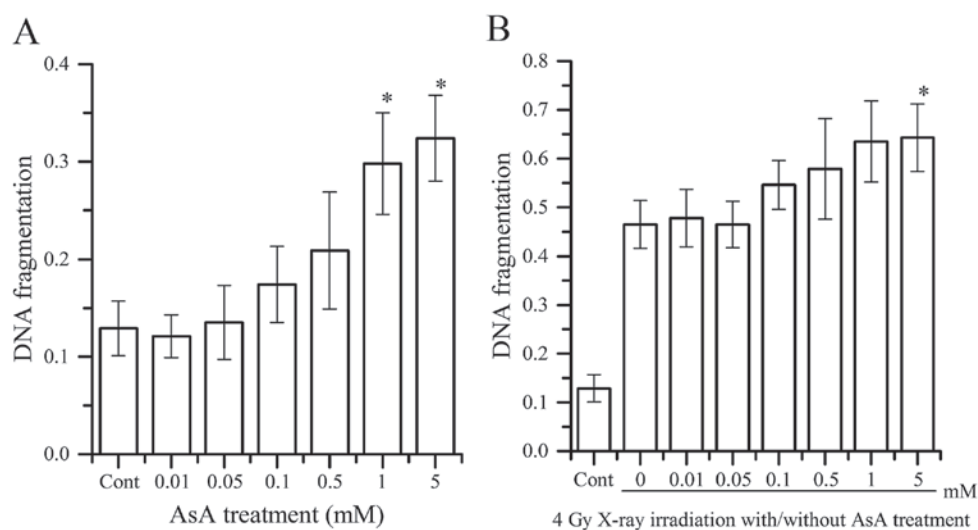 A
0.4
0.3
0.2
0.1
0.0
DNA fragmentation
*
*
Cont 0.01 0.05 0.1 0.5 1 5
AsA treatment (mM)
B
0.8
0.7
0.6
0.5
0.4
0.3
0.2
0.1
0.0
DNA fragmentation
*
Cont 0 0.01 0.05 0.1 0.5 1 5 mM
4 Gy X-ray irradiation with/without AsA treatment